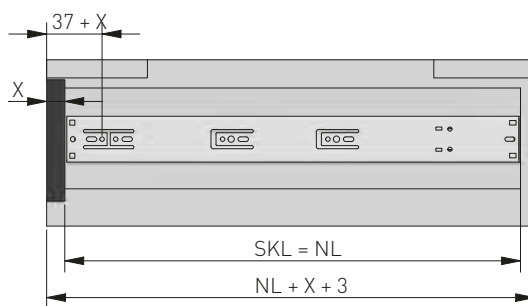 37 + X
X
SKL = NL
NL + X + 3